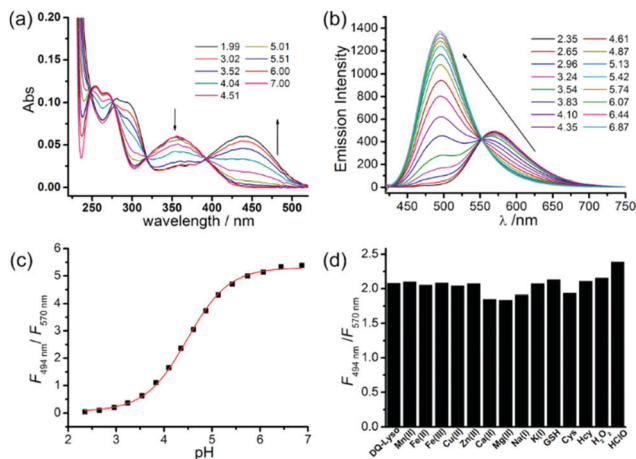 (a)
0.20
0.15
0.10
0.05
0.00
Abs
1.99
3.02
3.52
4.04
4.51
5.01
5.51
6.00
7.00
250 300 350 400 450 500
wavelength / nm
(b)
1400
1200
1000
800
600
400
200
0
Emission Intensity
2.35
2.65
2.96
3.24
3.54
3.83
4.10
4.35
4.61
4.87
5.13
5.42
5.74
6.07
6.44
6.87
450 500 550 600 650 700 750
λ /nm
(c)
6
5
4
3
2
1
0
F494 nm / F570 nm
2 3 4 5 6 7
pH
(d)
2.5
2.0
1.5
1.0
0.5
0.0
F494 nm /F570 nm
DQ-Lyso
Mn(II)
Fe(II)
Fe(III)
Cu(II)
Zn(II)
Ca(II)
Mg(II)
Na(I)
K(I)
GSH
Cys
Hcy
H2O2
HClO